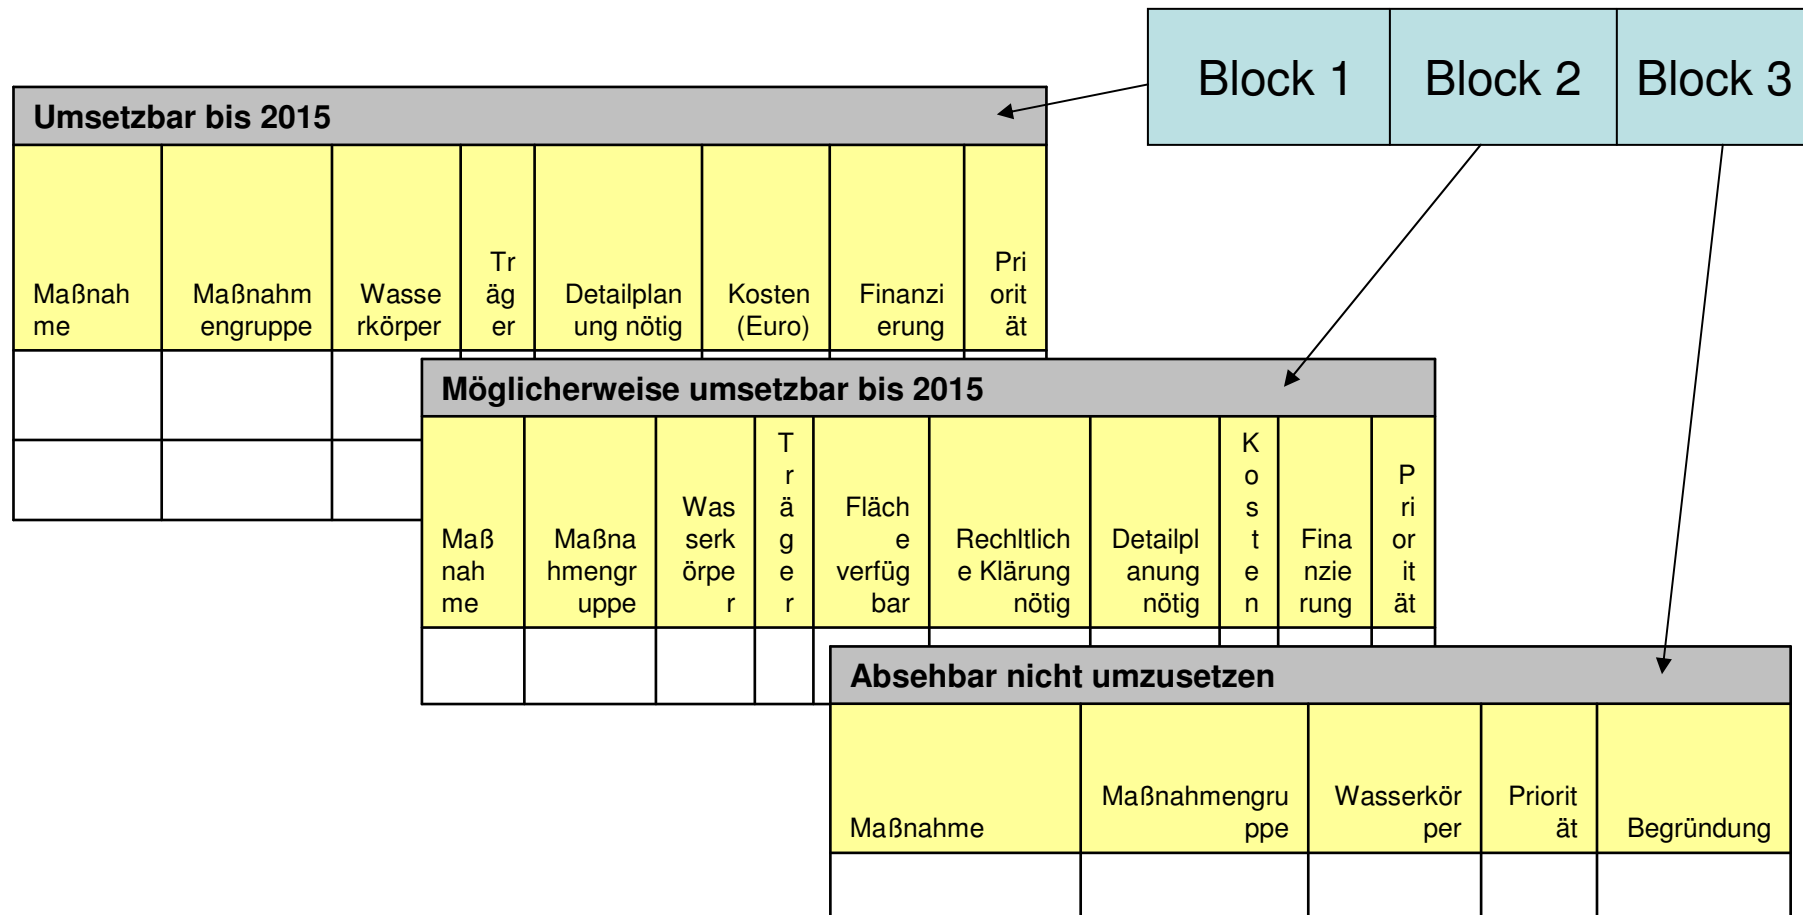 Block 1 Block 2 Block 3
Umsetzbar bis 2015
Maßnah
me
Maßnahm
engruppe
Wasse
rkörper
Tr
äg
er
Detailplan
ung nötig
Kosten
(Euro)
Finanzi
erung
Pri
orit
ät
Möglicherweise umsetzbar bis 2015
Maß
nah
me
Maßna
hmengr
uppe
Was
serk
örpe
r
T
r
ä
g
e
r
Fläch
e
verfüg
bar
Rechltlich
e Klärung
nötig
Detailpl
anung
nötig
K
o
s
t
e
n
Fina
nzie
rung
P
ri
or
it
ät
Absehbar nicht umzusetzen
Maßnahme
Maßnahmengru
ppe
Wasserkör
per
Priorit
ät
Begründung